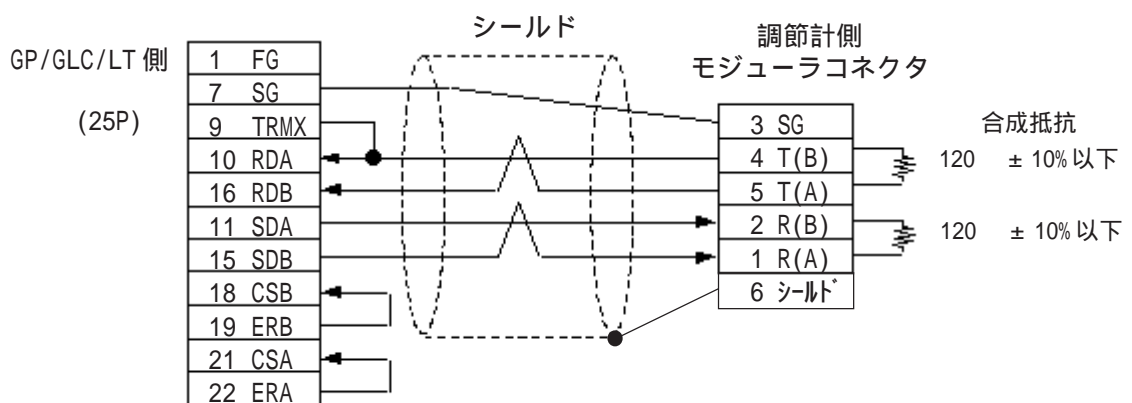 シールド
GP/GLC/LT 側
(25P)
1 FG
7 SG
9 TRMX
10 RDA
16 RDB
11 SDA
15 SDB
18 CSB
19 ERB
21 CSA
22 ERA
調節計側
モジューラコネクタ
3 SG
4 T(B)
5 T(A)
2 R(B)
1 R(A)
6 シールド
合成抵抗
120 ± 10% 以下
120 ± 10% 以下